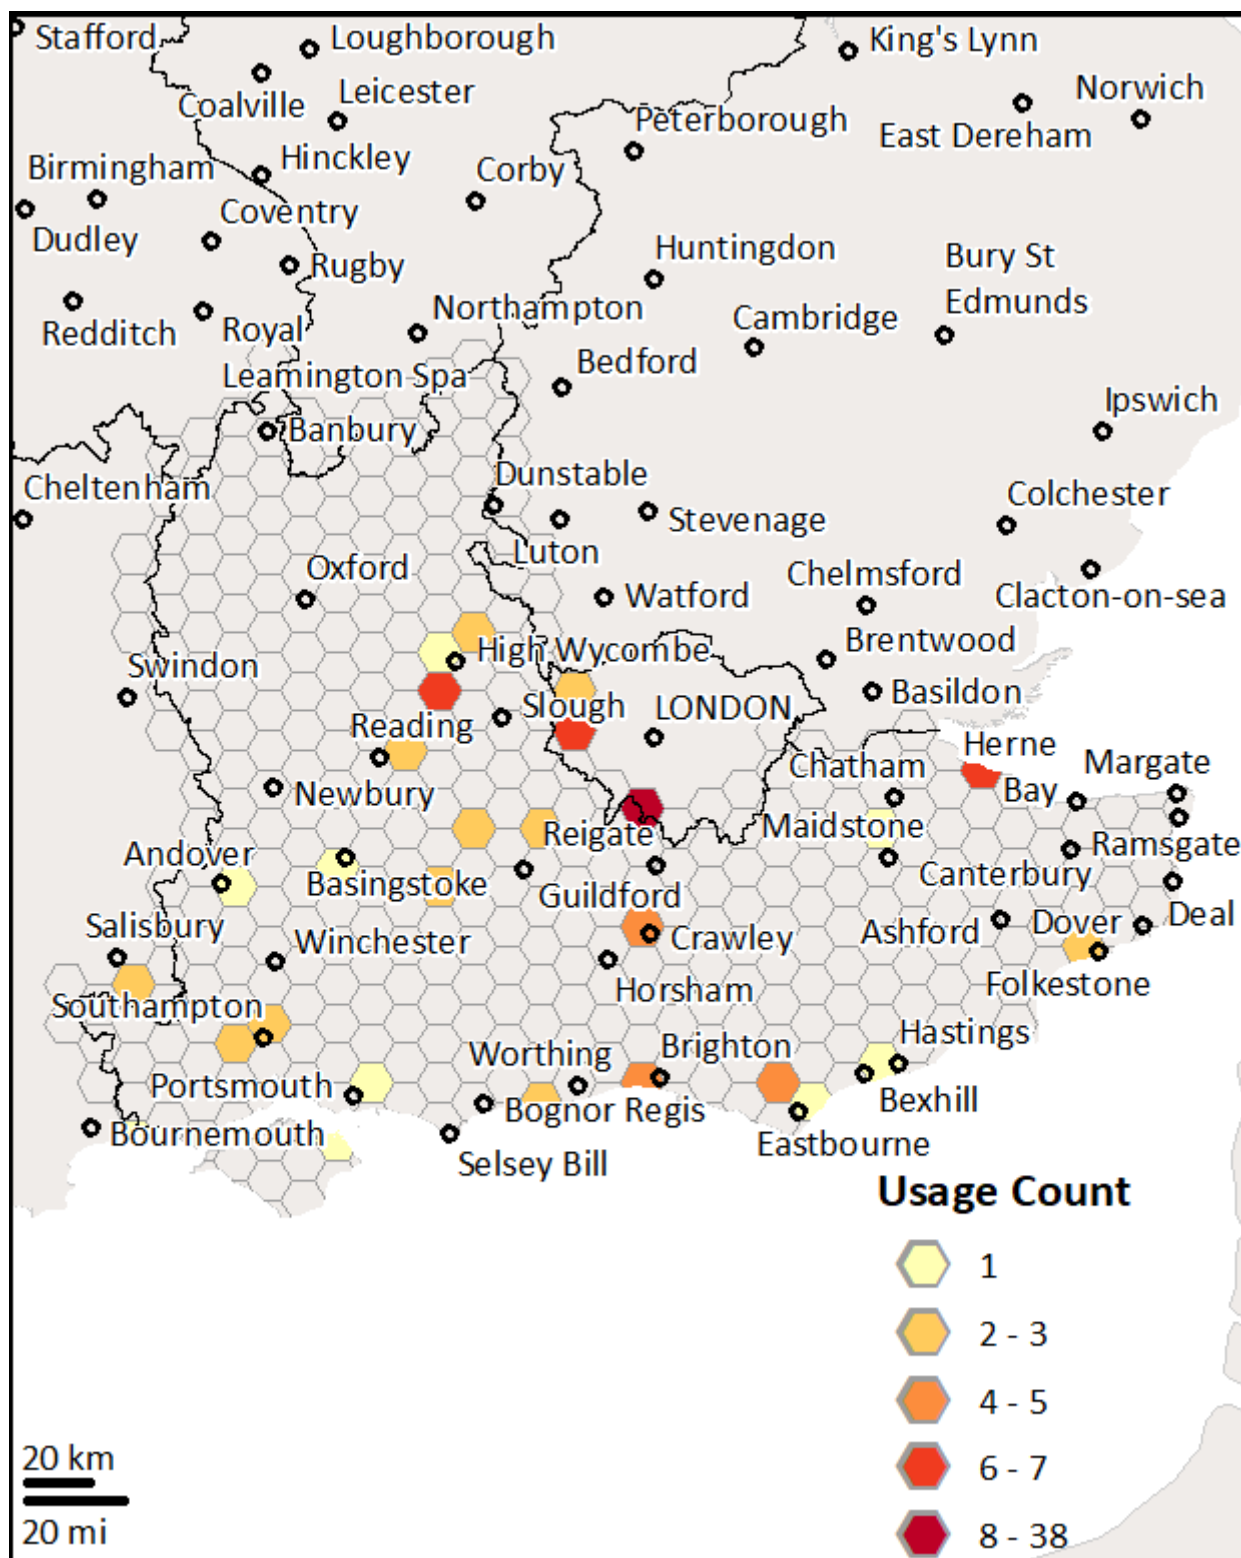 Stafford
Loughborough
King's Lynn
Coalville
Leicester
Norwich
Peterborough
East Dereham
Hinckley
Birmingham
Corby
Coventry
Dudley
Rugby
Huntingdon
Bury St
Edmunds
Redditch
Royal
Leamington Spa
Northampton
Cambridge
Bedford
Ipswich
Banbury
Cheltenham
Dunstable
Colchester
Stevenage
Luton
Oxford
Chelmsford
Watford
Clacton-on-sea
High Wycombe
Brentwood
Swindon
Basildon
Slough
LONDON
Reading
Herne
Bay
Chatham
Margate
Newbury
Reigate
Maidstone
Ramsgate
Andover
Basingstoke
Guildford
Canterbury
Salisbury
Winchester
Crawley
Ashford
Dover
Deal
Horsham
Folkestone
Southampton
Hastings
Worthing
Brighton
Portsmouth
Bognor Regis
Bexhill
Bournemouth
Eastbourne
Selsey Bill
Usage Count
1
2 - 3
4 - 5
6 - 7
8 - 38
20 km
20 mi